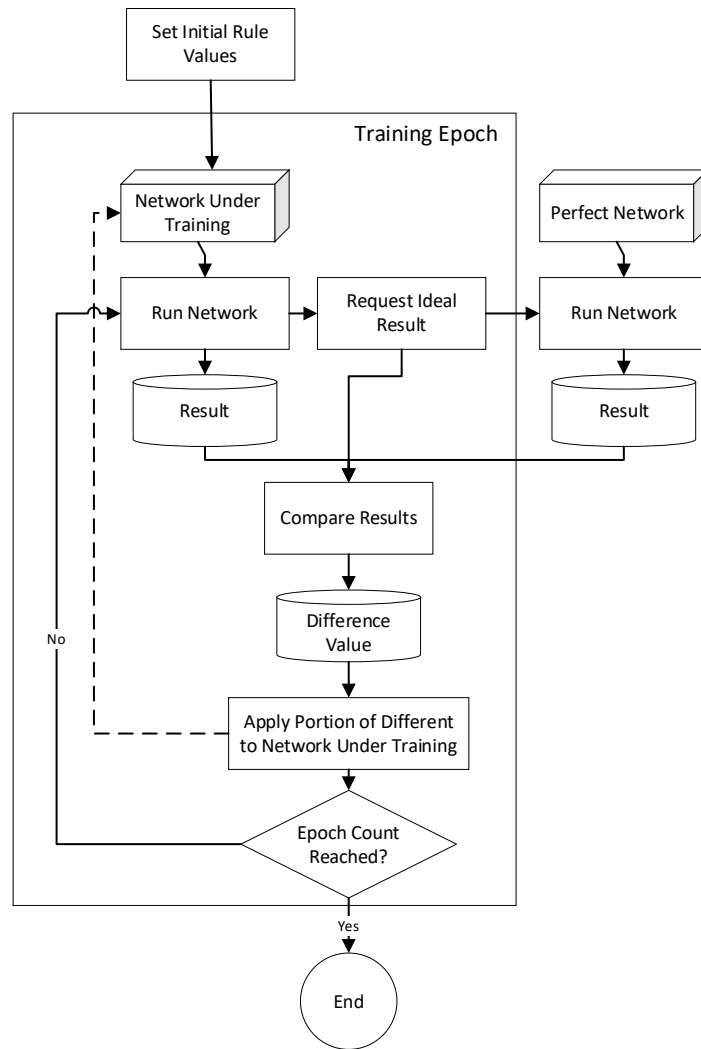 Set Initial Rule
Values
Training Epoch
Network Under
Training
Perfect Network
Run Network
Request Ideal
Result
Run Network
Result
Result
Compare Results
Difference
Value
No
Apply Portion of Different
to Network Under Training
Epoch Count
Reached?
Yes
End